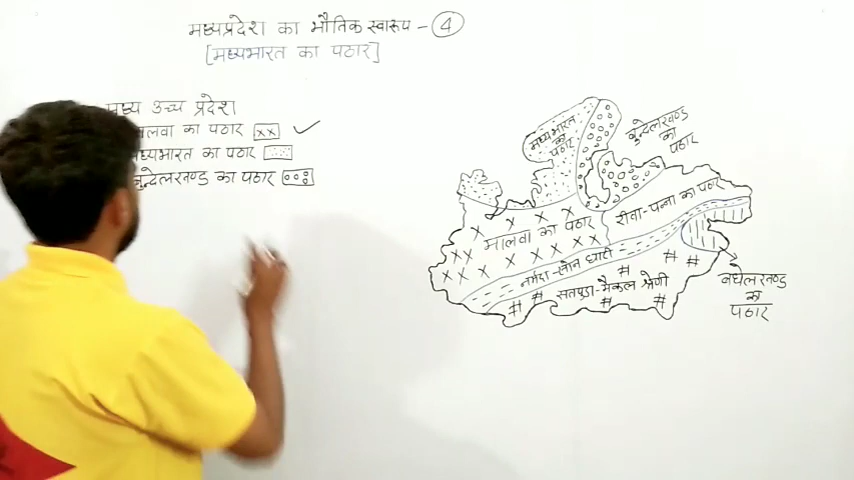 मध्यप्रदेश का भौतिक स्वारूप - 4
[मध्यभारत का पठार]
मध्य उच्च प्रदेश
मालवा का पठार
मध्यभारत का पठार
बुन्देलखण्ड का पठार
मध्यभारत
का
पठार
बुन्देलखण्ड
का
पठार
रीवा-पन्ना का पठार
मालवा का पठार
नर्मदा-सोन घाटी
सतपुड़ा-मैकल श्रेणी
बघेलखण्ड
का
पठार